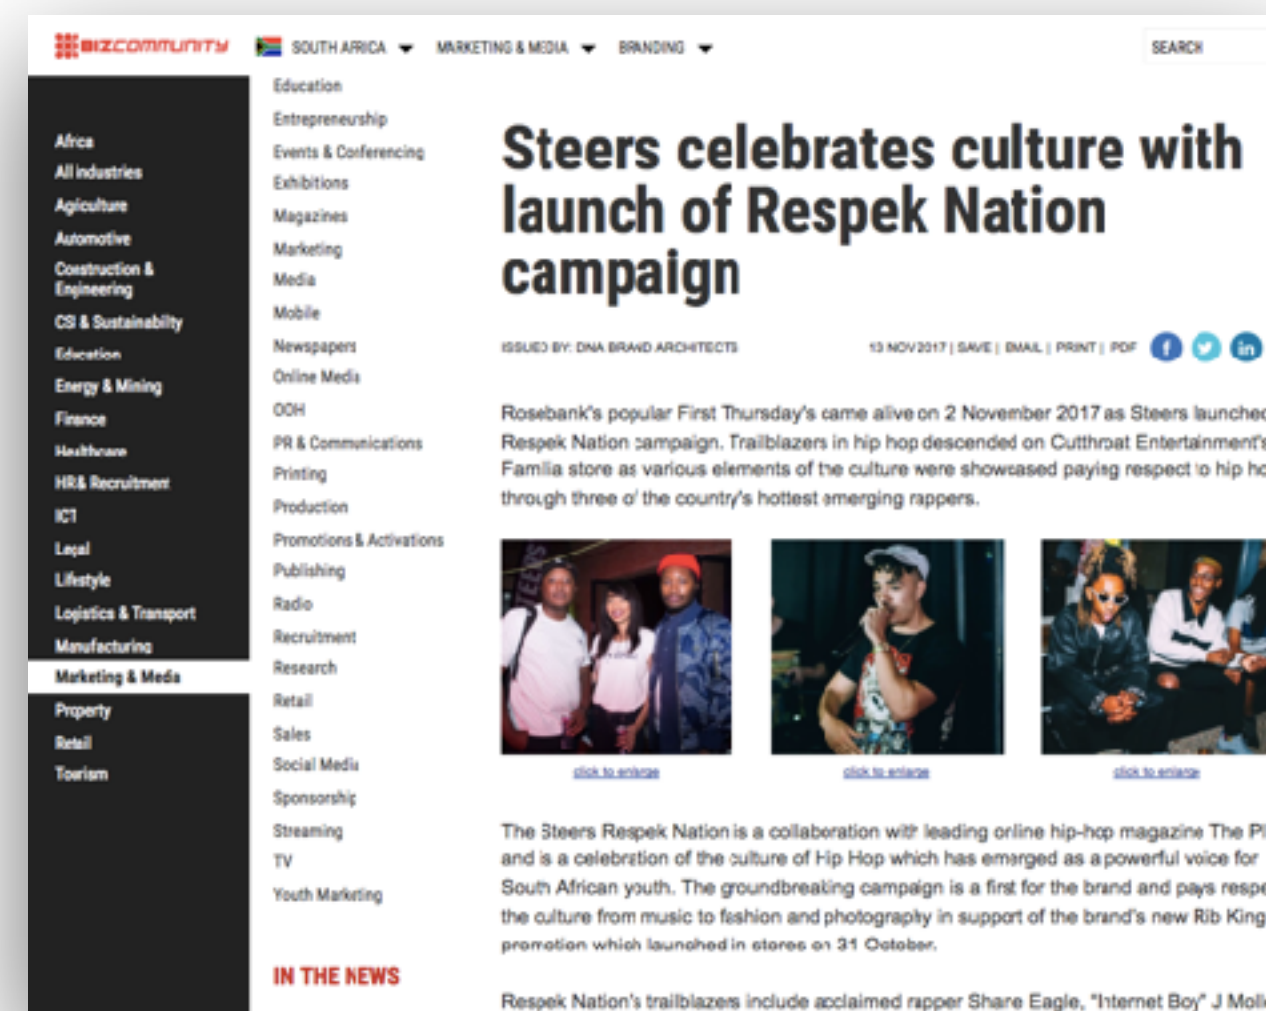 BIZCOMMUNITY
SOUTH AFRICA
MARKETING & MEDIA
BRANDING
SEARCH
Africa
All industries
Agriculture
Automotive
Construction &
Engineering
CSI & Sustainabilty
Education
Energy & Mining
Finance
Healthcare
HR & Recruitment
ICT
Legal
Lifestyle
Logistics & Transport
Manufacturing
Marketing & Media
Property
Retail
Tourism
Education
Entrepreneurship
Events & Conferencing
Exhibitions
Magazines
Marketing
Media
Mobile
Newspapers
Online Media
OOH
PR & Communications
Printing
Production
Promotions & Activations
Publishing
Radio
Recruitment
Research
Retail
Sales
Social Media
Sponsorship
Streaming
TV
Youth Marketing
IN THE NEWS
Steers celebrates culture with
launch of Respek Nation
campaign
ISSUED BY: DNA BRAND ARCHITECTS
13 NOV 2017 | SAVE | EMAIL | PRINT | PDF
f
in
Rosebank's popular First Thursday's came alive on 2 November 2017 as Steers launched
Respek Nation campaign. Trailblazers in hip hop descended on Cutthroat Entertainment's
Familia store as various elements of the culture were showcased paying respect to hip ho
through three of the country's hottest emerging rappers.
STEERS
click to enlarge
click to enlarge
click to enlarge
The Steers Respek Nation is a collaboration with leading online hip-hop magazine The Pl
and is a celebration of the culture of Hip Hop which has emerged as a powerful voice for
South African youth. The groundbreaking campaign is a first for the brand and pays respe
the culture from music to fashion and photography in support of the brand's new Rib King
promotion which launched in stores on 31 October.
Respek Nation's trailblazers include acclaimed rapper Shane Eagle, "Internet Boy" J Moll